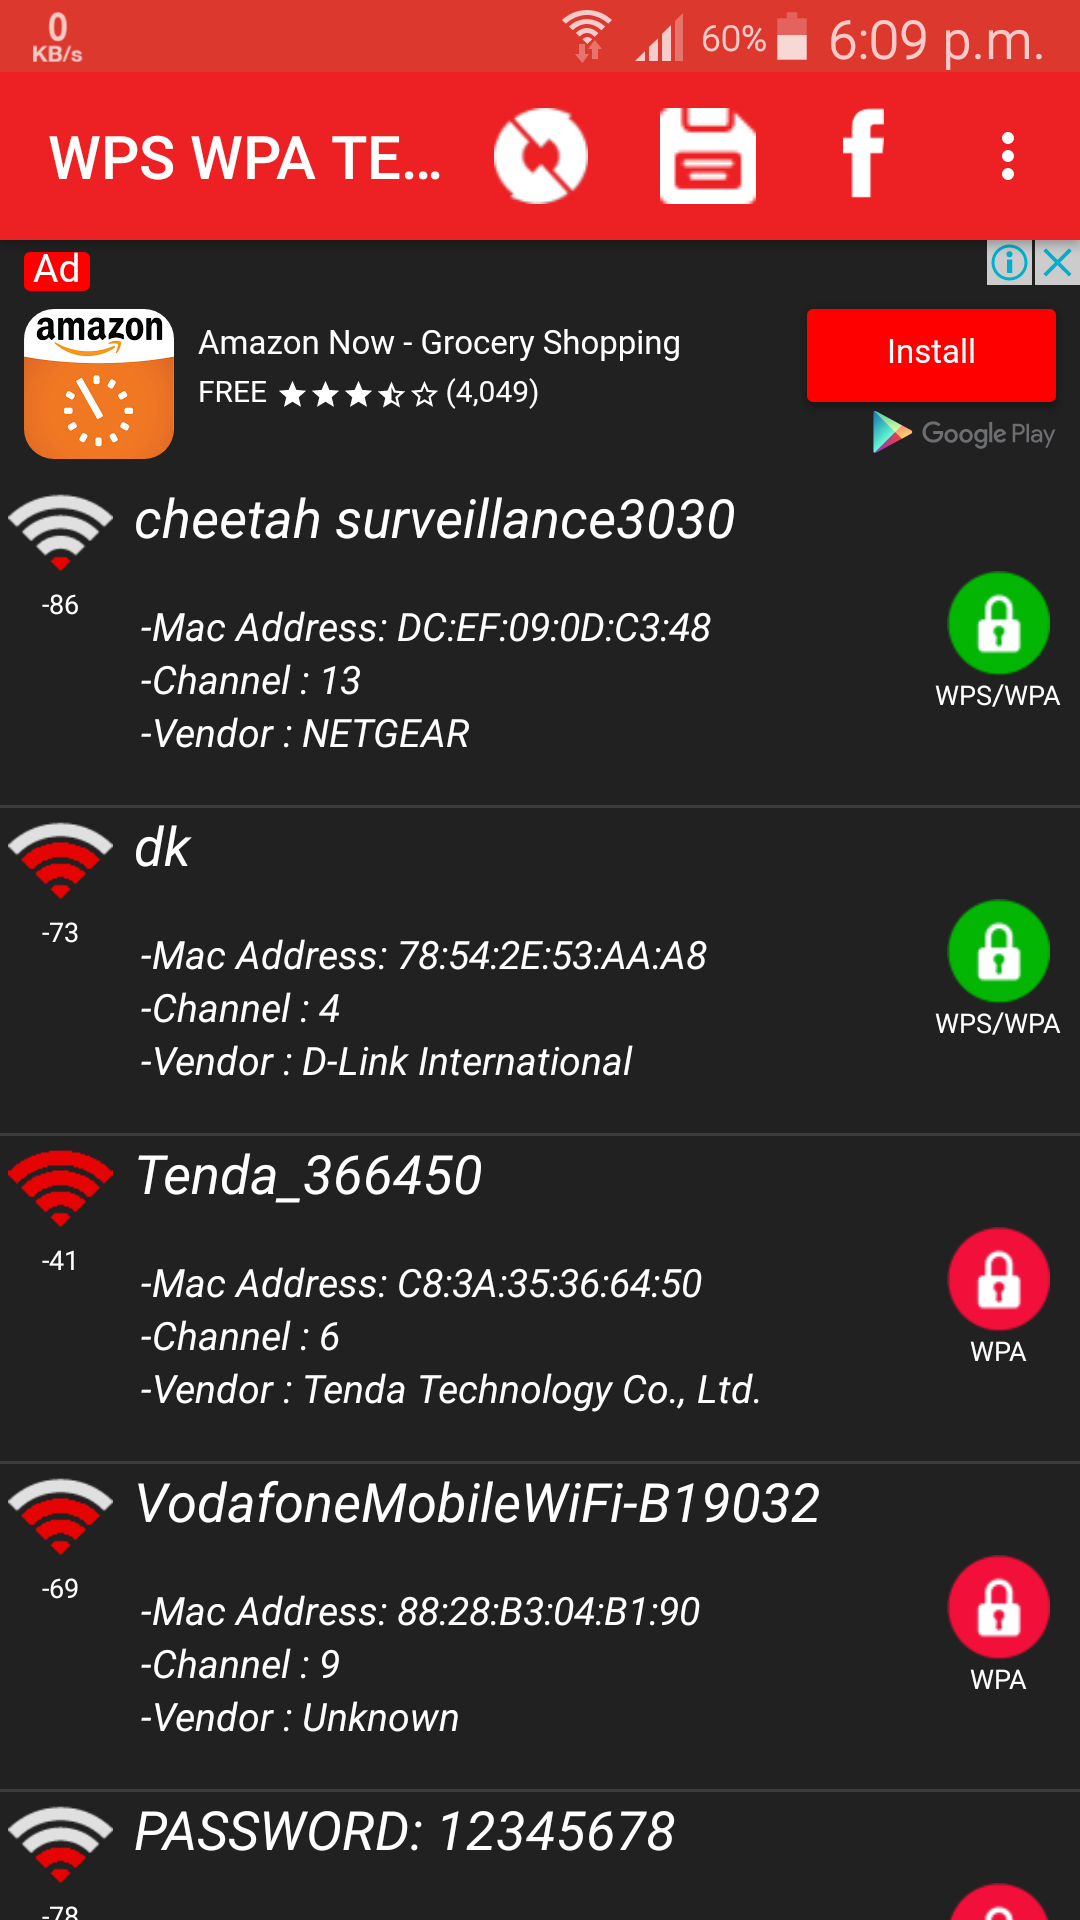 0
KB/s
60%
6:09 p.m.
WPS WPA TE...
f
Ad
amazon
Amazon Now - Grocery Shopping
FREE (4,049)
Install
Google Play
cheetah surveillance3030
-86
-Mac Address: DC:EF:09:0D:C3:48
-Channel : 13
-Vendor : NETGEAR
WPS/WPA
dk
-73
-Mac Address: 78:54:2E:53:AA:A8
-Channel : 4
-Vendor : D-Link International
WPS/WPA
Tenda_366450
-41
-Mac Address: C8:3A:35:36:64:50
-Channel : 6
-Vendor : Tenda Technology Co., Ltd.
WPA
VodafoneMobileWiFi-B19032
-69
-Mac Address: 88:28:B3:04:B1:90
-Channel : 9
-Vendor : Unknown
WPA
PASSWORD: 12345678
-78